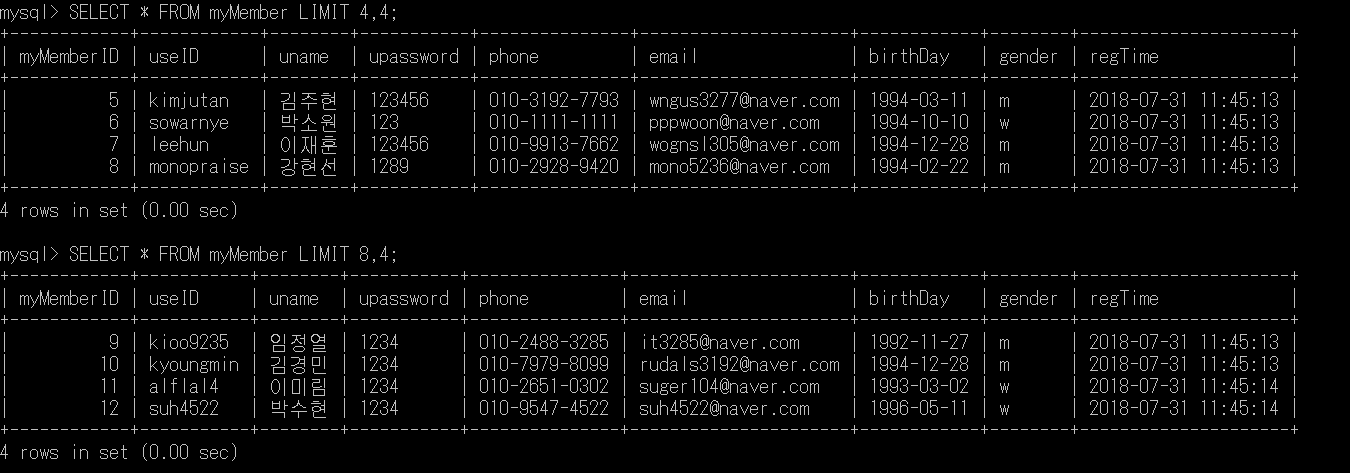 mysql> SELECT * FROM myMember LIMIT 4,4;
+------------+------------+--------+-----------+---------------+---------------------+------------+--------+---------------------+
| myMemberID | useID      | uname  | upassword | phone         | email               | birthDay   | gender | regTime             |
+------------+------------+--------+-----------+---------------+---------------------+------------+--------+---------------------+
|          5 | kimjutan   | 김주현 | 123456    | 010-3192-7793 | wngus3277@naver.com | 1994-03-11 | m      | 2018-07-31 11:45:13 |
|          6 | sowarnye   | 박소원 | 123       | 010-1111-1111 | pppwoon@naver.com   | 1994-10-10 | w      | 2018-07-31 11:45:13 |
|          7 | leehun     | 이재훈 | 123456    | 010-9913-7662 | wognsl305@naver.com | 1994-12-28 | m      | 2018-07-31 11:45:13 |
|          8 | monopraise | 강현선 | 1289      | 010-2928-9420 | mono5236@naver.com  | 1994-02-22 | m      | 2018-07-31 11:45:13 |
+------------+------------+--------+-----------+---------------+---------------------+------------+--------+---------------------+
4 rows in set (0.00 sec)
mysql> SELECT * FROM myMember LIMIT 8,4;
+------------+-----------+--------+-----------+---------------+----------------------+------------+--------+---------------------+
| myMemberID | useID     | uname  | upassword | phone         | email                | birthDay   | gender | regTime             |
+------------+-----------+--------+-----------+---------------+----------------------+------------+--------+---------------------+
|          9 | kioo9235  | 임정열 | 1234      | 010-2488-3285 | it3285@naver.com     | 1992-11-27 | m      | 2018-07-31 11:45:13 |
|         10 | kyoungmin | 김경민 | 1234      | 010-7979-8099 | rudals3192@naver.com | 1994-12-28 | m      | 2018-07-31 11:45:13 |
|         11 | alflal4   | 이미림 | 1234      | 010-2651-0302 | suger104@naver.com   | 1993-03-02 | w      | 2018-07-31 11:45:14 |
|         12 | suh4522   | 박수현 | 1234      | 010-9547-4522 | suh4522@naver.com    | 1996-05-11 | w      | 2018-07-31 11:45:14 |
+------------+-----------+--------+-----------+---------------+----------------------+------------+--------+---------------------+
4 rows in set (0.00 sec)